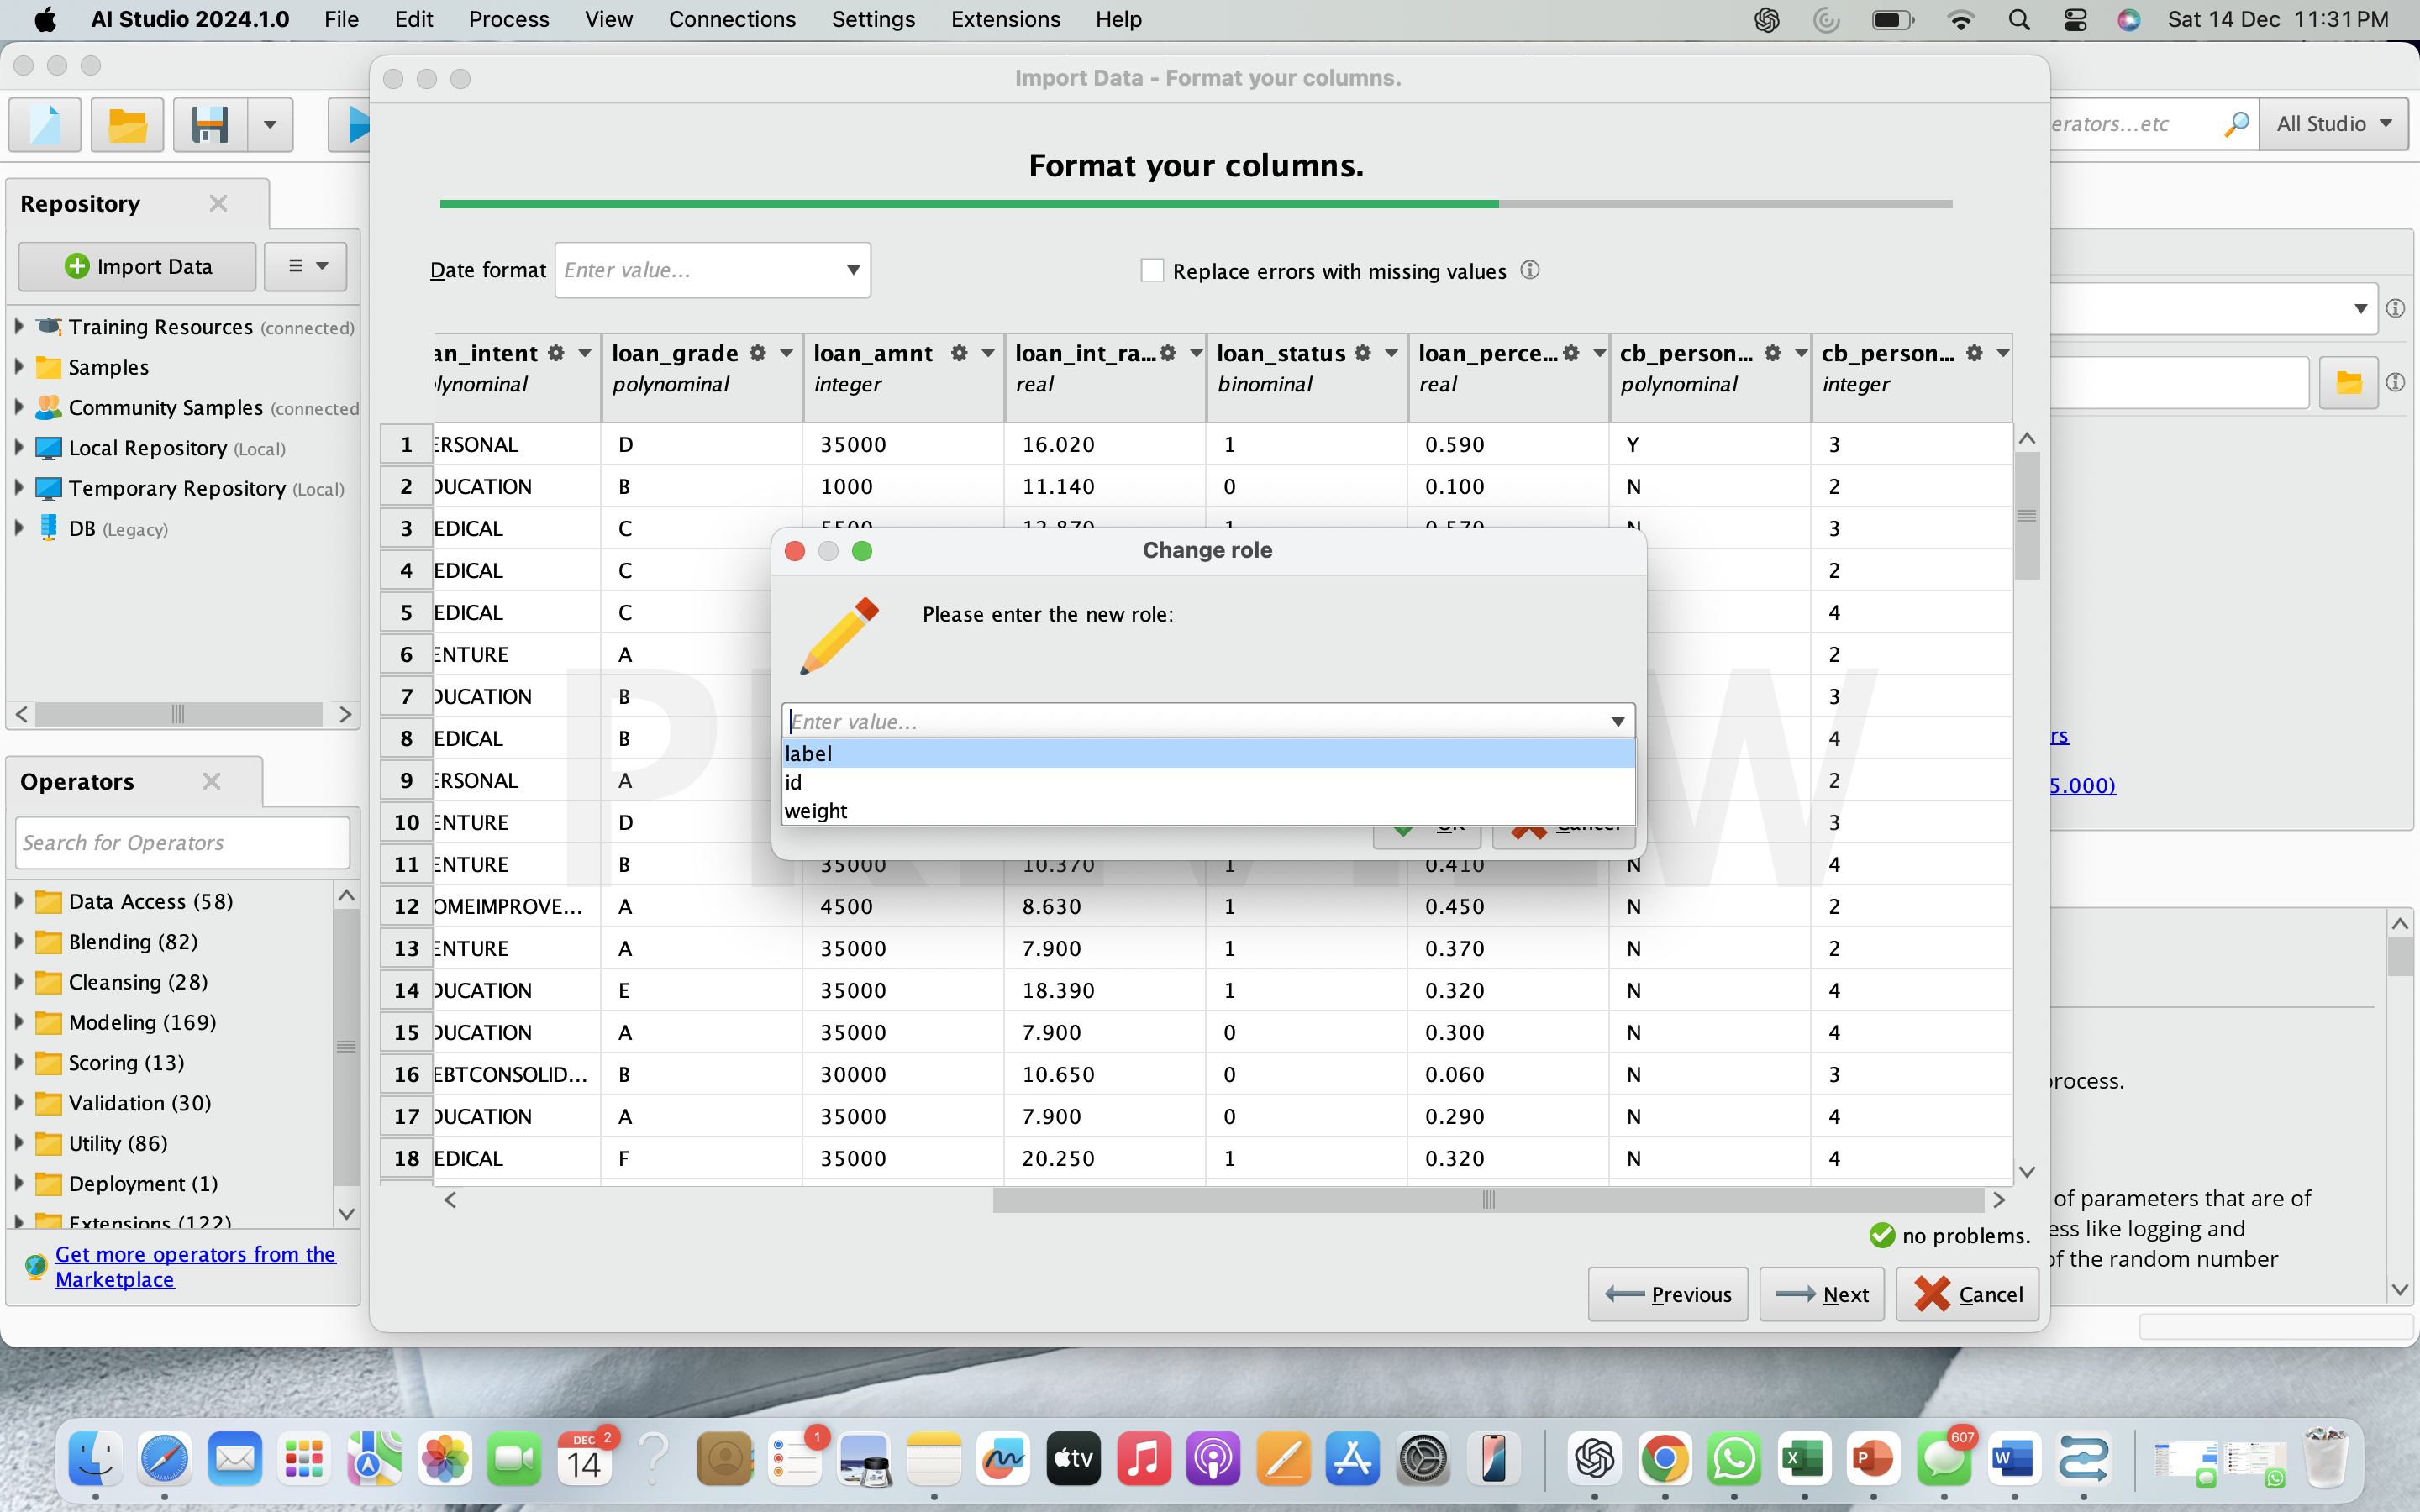 AI Studio 2024.1.0 File Edit Process View Connections Settings Extensions Help Sat 14 Dec 11:31 PM
Import Data - Format your columns.
erators...etc All Studio
Format your columns.
Repository
Import Data
Date format Enter value... Replace errors with missing values
Training Resources (connected)
Samples
Community Samples (connected
Local Repository (Local)
Temporary Repository (Local)
DB (Legacy)
an_intent loan_grade loan_amnt loan_int_ra... loan_status loan_perce... cb_person... cb_person...
lynominal polynominal integer real binominal real polynominal integer
1 ERSONAL D 35000 16.020 1 0.590 Y 3
2 DUCATION B 1000 11.140 0 0.100 N 2
3 EDICAL C 5500 12.870 1 0.570 N 3
4 EDICAL C 2
5 EDICAL C 4
6 ENTURE A 2
7 DUCATION B 3
8 EDICAL B 4
9 ERSONAL A 2
10 ENTURE D 3
11 ENTURE B 35000 10.370 1 0.410 N 4
12 OMEIMPROVE... A 4500 8.630 1 0.450 N 2
13 ENTURE A 35000 7.900 1 0.370 N 2
14 DUCATION E 35000 18.390 1 0.320 N 4
15 DUCATION A 35000 7.900 0 0.300 N 4
16 EBTCONSOLID... B 30000 10.650 0 0.060 N 3
17 DUCATION A 35000 7.900 0 0.290 N 4
18 EDICAL F 35000 20.250 1 0.320 N 4
Change role
Please enter the new role:
Enter value...
label
id
weight
OK Cancel
rs
5.000)
Operators
Search for Operators
Data Access (58)
Blending (82)
Cleansing (28)
Modeling (169)
Scoring (13)
Validation (30)
Utility (86)
Deployment (1)
Extensions (122)
Get more operators from the
Marketplace
rocess.
of parameters that are of
ess like logging and
of the random number
no problems.
Previous Next Cancel
DEC 2
14
1
tv
607
X P W